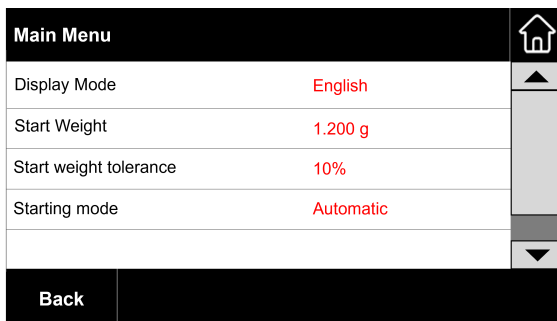 Main Menu
Display Mode English
Start Weight 1.200 g
Start weight tolerance 10%
Starting mode Automatic
Back